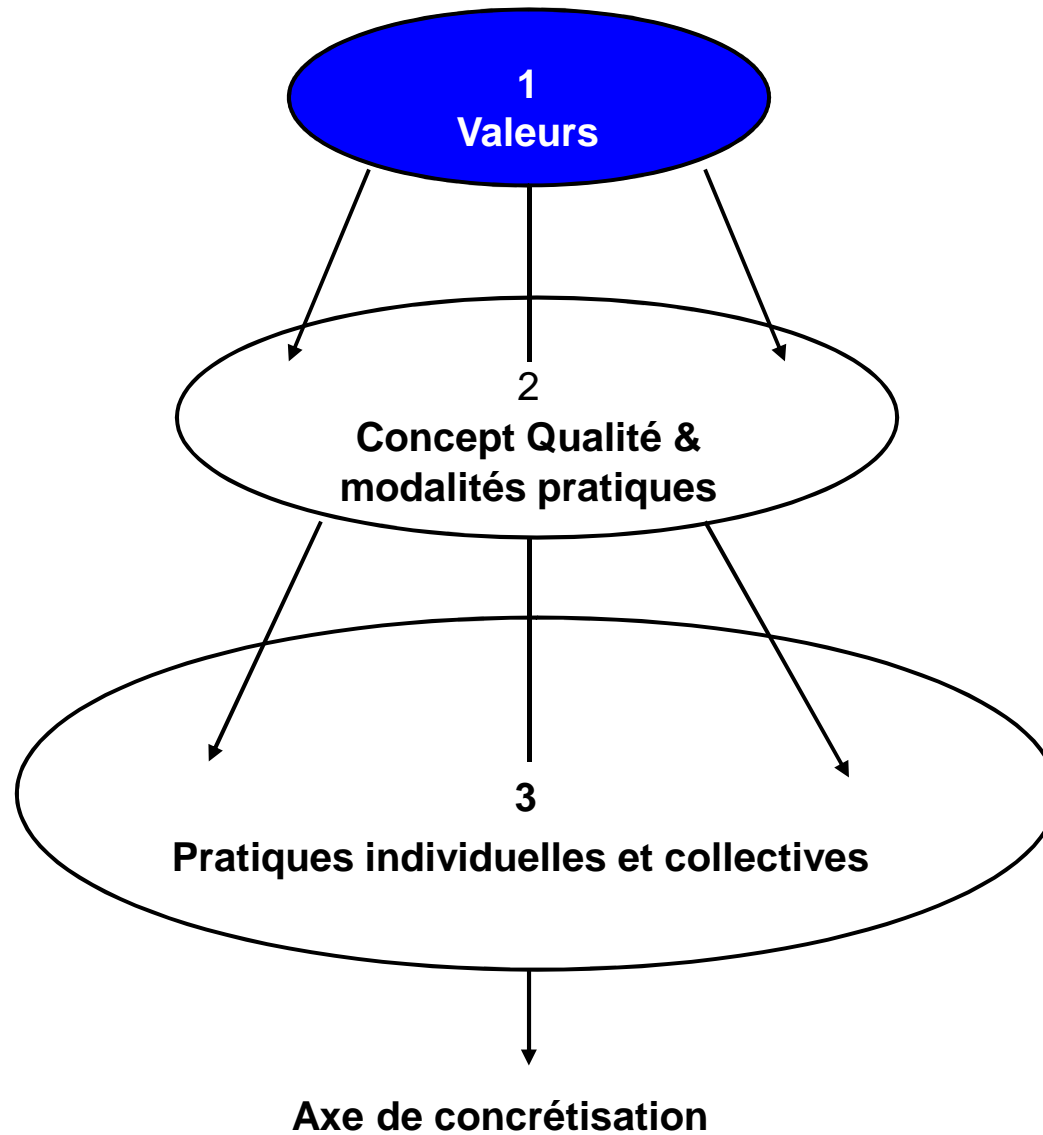 1
Valeurs
2
Concept Qualité &
modalités pratiques
3
Pratiques individuelles et collectives
Axe de concrétisation